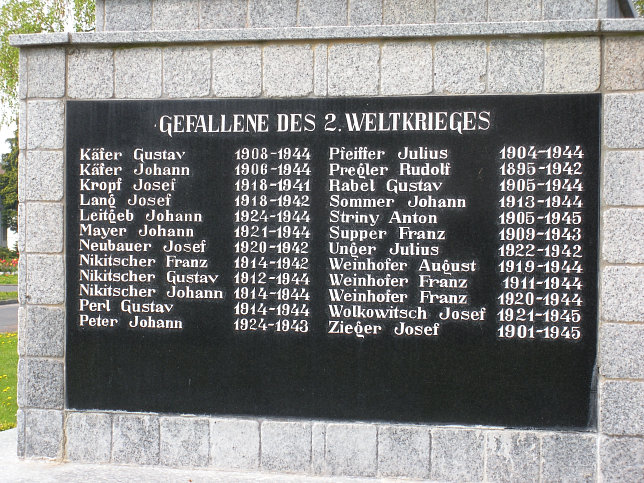 GEFALLENE DES 2. WELTKRIEGES
Käfer Gustav 1908-1944
Käfer Johann 1906-1944
Kropf Josef 1918-1941
Lang Josef 1918-1942
Leitgeb Johann 1924-1944
Mayer Johann 1921-1944
Neubauer Josef 1920-1942
Nikitscher Franz 1914-1942
Nikitscher Gustav 1912-1944
Nikitscher Johann 1914-1944
Perl Gustav 1914-1944
Peter Johann 1924-1943
Pfeiffer Julius 1904-1944
Pregler Rudolf 1895-1942
Rabel Gustav 1905-1944
Sommer Johann 1913-1944
Striny Anton 1905-1945
Supper Franz 1909-1943
Unger Julius 1922-1942
Weinhofer August 1919-1944
Weinhofer Franz 1911-1944
Weinhofer Franz 1920-1944
Wolkowitsch Josef 1921-1945
Zieger Josef 1901-1945